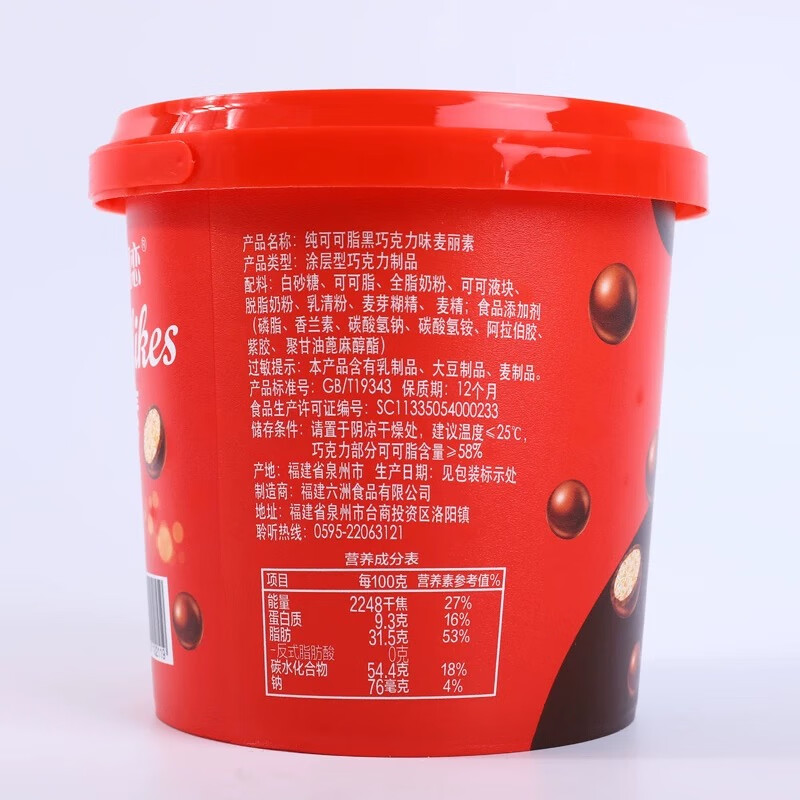 恋®
ikes
产品名称：纯可可脂黑巧克力味麦丽素
产品类型：涂层型巧克力制品
配料：白砂糖、可可脂、全脂奶粉、可可液块、
脱脂奶粉、乳清粉、麦芽糊精、麦精；食品添加剂
（磷脂、香兰素、碳酸氢钠、碳酸氢铵、阿拉伯胶、
紫胶、聚甘油蓖麻醇酯）
过敏提示：本产品含有乳制品、大豆制品、麦制品。
产品标准号：GB/T19343 保质期：12个月
食品生产许可证编号：SC11335054000233
储存条件：请置于阴凉干燥处，建议温度≤25℃，
巧克力部分可可脂含量≥58%
产地：福建省泉州市 生产日期：见包装标示处
制造商：福建六洲食品有限公司
地址：福建省泉州市台商投资区洛阳镇
聆听热线：0595-22063121
营养成分表
项目 每100克 营养素参考值%
能量 2248千焦 27%
蛋白质 9.3克 16%
脂肪 31.5克 53%
-反式脂肪酸 0克
碳水化合物 54.4克 18%
钠 76毫克 4%